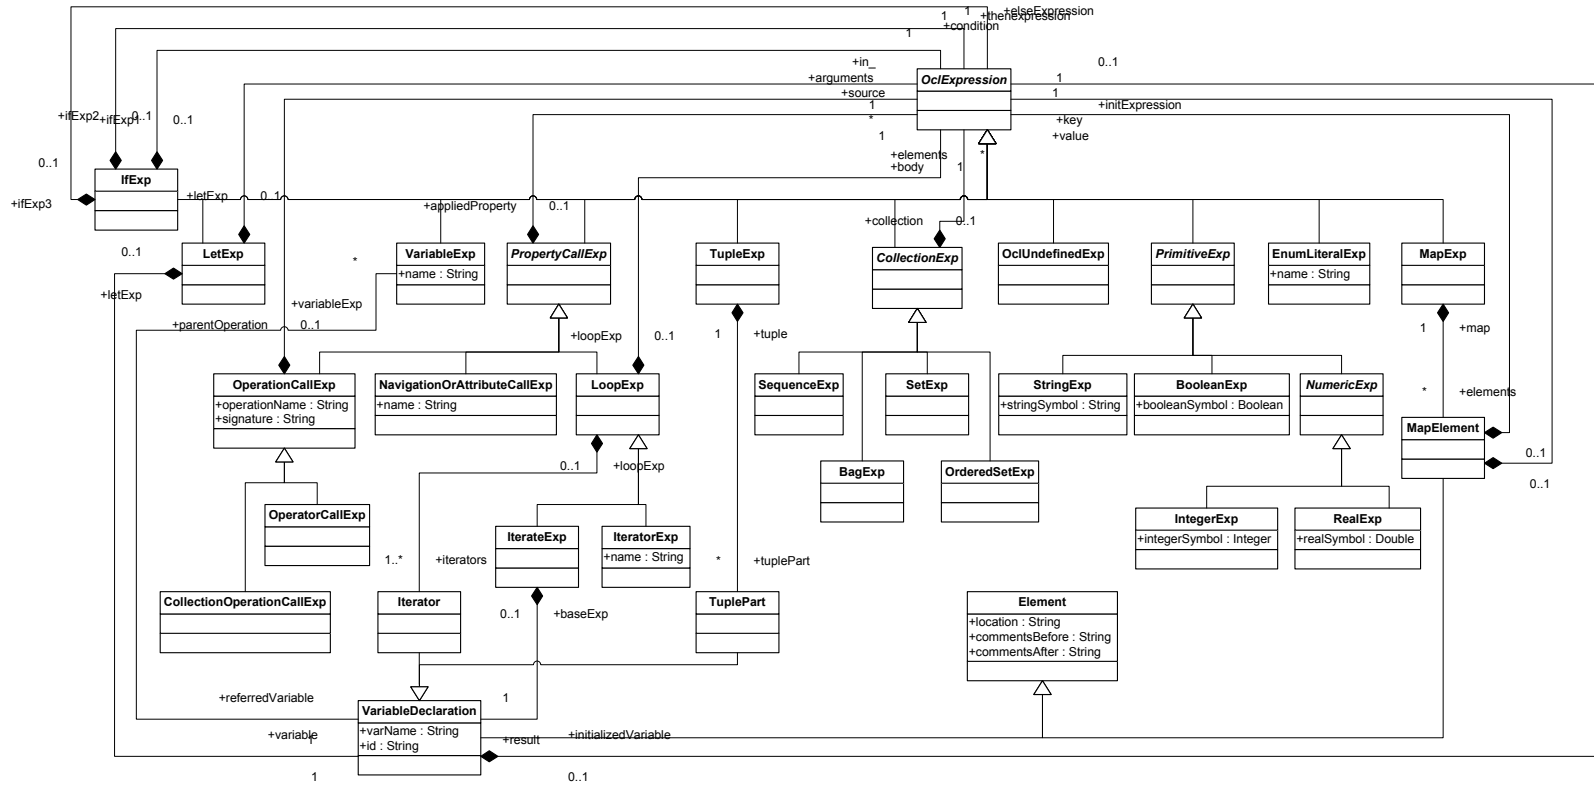 +elseExpression
1
1
+thenexpression
+condition
1
+in_
0..1
+arguments
1
OclExpression
+source
1
1
+initExpression
+ifExp2
+ifExp1
0..1
0..1
*
+key
1
+value
+elements
*
0..1
+body
1
IfExp
+letExp
0..1
+ifExp3
+appliedProperty
0..1
+collection
0..1
0..1
LetExp
*
VariableExp
+name : String
PropertyCallExp
TupleExp
CollectionExp
OclUndefinedExp
PrimitiveExp
EnumLiteralExp
+name : String
MapExp
+letExp
+variableExp
+parentOperation
0..1
+loopExp
0..1
1
+tuple
1
+map
OperationCallExp
+operationName : String
+signature : String
NavigationOrAttributeCallExp
+name : String
LoopExp
SequenceExp
SetExp
StringExp
+stringSymbol : String
BooleanExp
+booleanSymbol : Boolean
NumericExp
*
+elements
MapElement
0..1
+loopExp
BagExp
OrderedSetExp
0..1
0..1
OperatorCallExp
IterateExp
IteratorExp
+name : String
IntegerExp
+integerSymbol : Integer
RealExp
+realSymbol : Double
1..*
+iterators
*
+tuplePart
CollectionOperationCallExp
Iterator
0..1
+baseExp
TuplePart
Element
+location : String
+commentsBefore : String
+commentsAfter : String
+referredVariable
1
VariableDeclaration
+varName : String
+id : String
+variable
1
+result
+initializedVariable
1
0..1